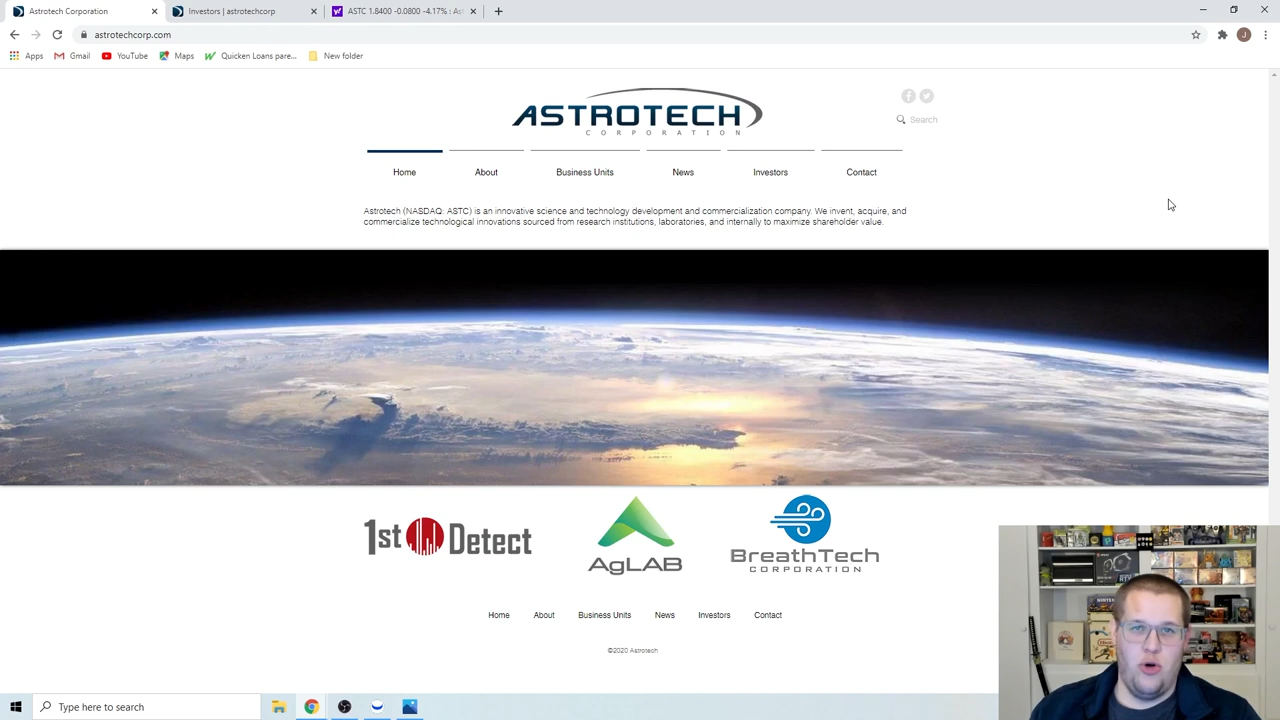 Astrotech Corporation
Investors | astrotechcorp
ASTC 1.8400 -0.0800 -4.17% : Ast
astrotechcorp.com
J
Apps
Gmail
YouTube
Maps
Quicken Loans pare...
New folder
ASTROTECH
CORPORATION
Search
Home
About
Business Units
News
Investors
Contact
Astrotech (NASDAQ: ASTC) is an innovative science and technology development and commercialization company. We invent, acquire, and
commercialize technological innovations sourced from research institutions, laboratories, and internally to maximize shareholder value.
1st Detect
AgLAB
BreathTech
CORPORATION
Home
About
Business Units
News
Investors
Contact
©2020 Astrotech
Type here to search